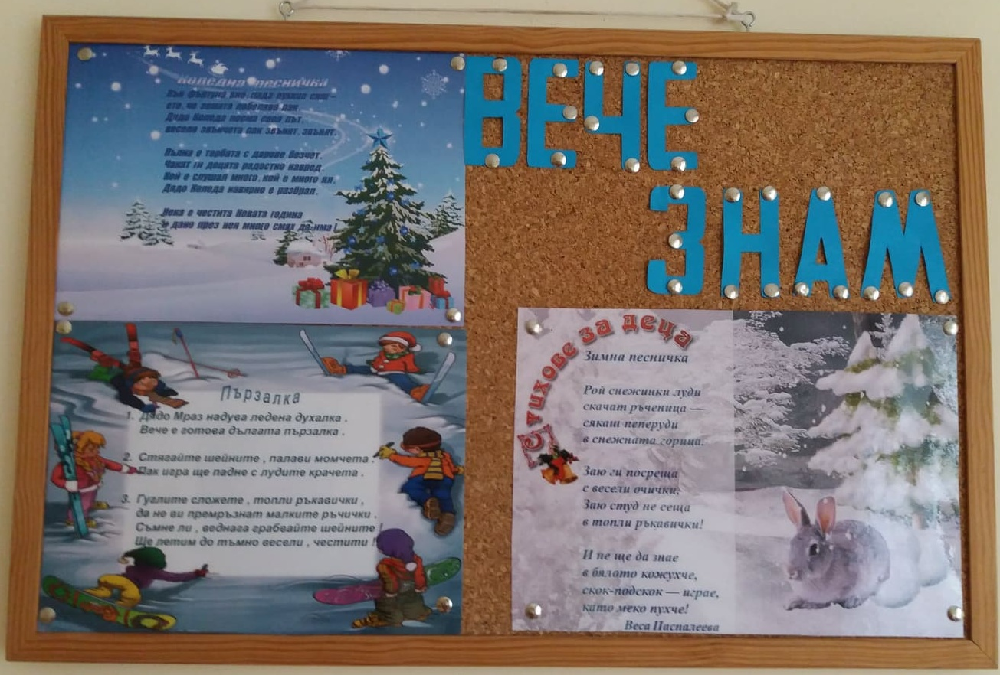 ВЕЧЕ
ЗНАМ
Коледна песничка
Във фъртуна вию, пада пухкав сняг –
ето, че зимата побелява пак
Дядо Коледа поема своя път,
весело звънчета пак звънят, звънят.
Пълна е торбата с дарове безчет.
Чакат ги децата радостно навред.
Кой е слушал много, кой е много ял,
Дядо Коледа навярно е разбрал.
Нека е честита Новата година
и дано през нея много смях да има!
Пързалка
1. Дядо Мраз надува ледена духалка .
Вече е готова дългата пързалка .
2. Стягайте шейните , палави момчета .
Пак игра ще падне с лудите крачета .
3. Гуглите сложете , топли ръкавички ,
да не ви премръзнат малките ръчички .
Съмне ли , веднага грабвайте шейните !
Ще летим до тъмно весели , честити !
Стихове за деца
Зимна песничка
Рой снежинки луди
скачат ръченица —
сякаш пеперуди
в снежната горица.
Заю ги посреща
с весели очички,
Заю студ не сеща
в топли ръкавички!
И не ще да знае
в бялото кожухче,
скок-подскок — играе,
като меко пухче!
Веса Паспалеева